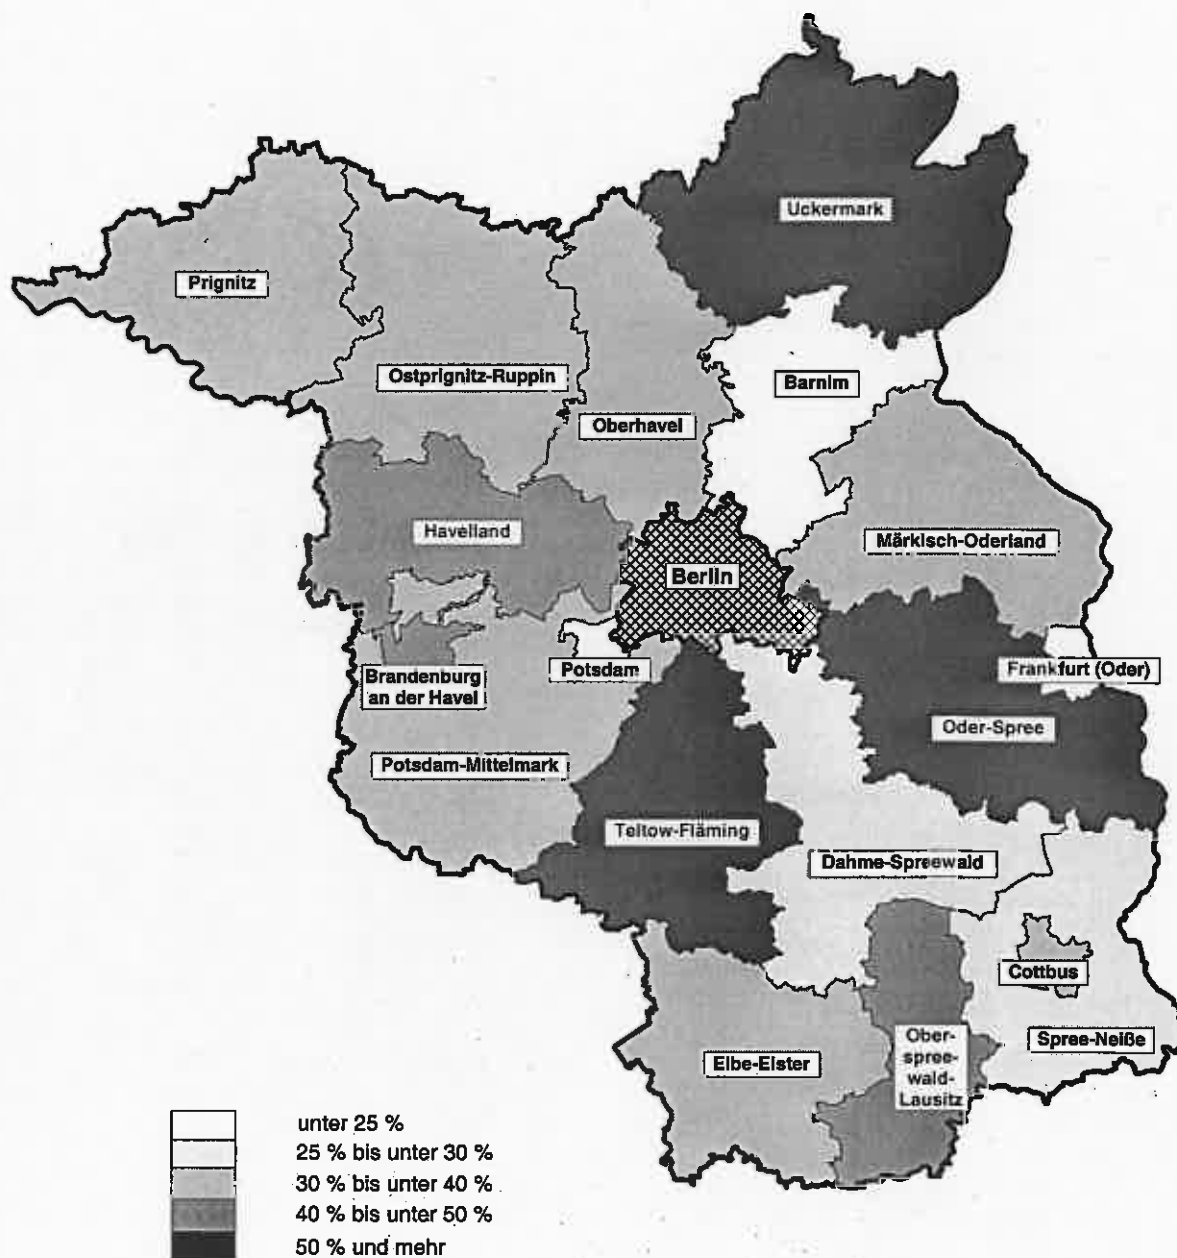 Uckermark
Prignitz
Ostprignitz-Ruppin
Barnim
Oberhavel
Havelland
Märkisch-Oderland
Berlin
Brandenburg
an der Havel
Potsdam
Frankfurt (Oder)
Oder-Spree
Potsdam-Mittelmark
Teltow-Fläming
Dahme-Spreewald
Cottbus
Spree-Neiße
Elbe-Elster
Ober-
spree-
wald-
Lausitz
unter 25 %
25 % bis unter 30 %
30 % bis unter 40 %
40 % bis unter 50 %
50 % und mehr